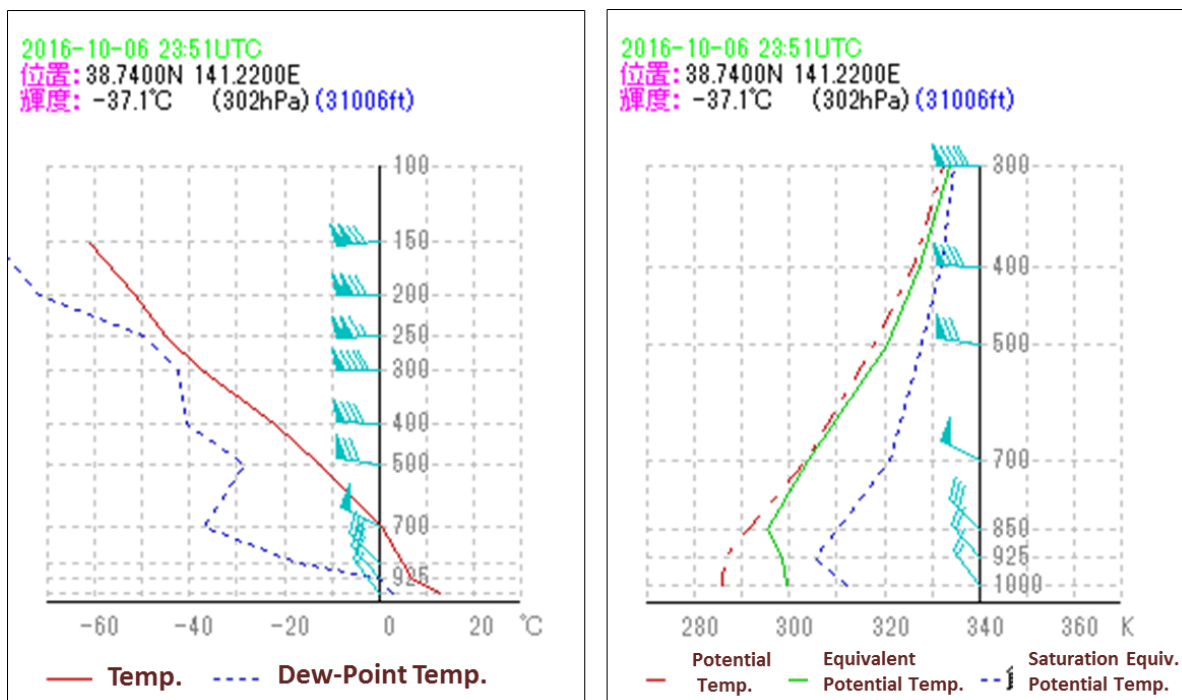 2016-10-06 23:51UTC
位置: 38.7400N 141.2200E
輝度: -37.1℃ (302hPa) (31006ft)
100
150
200
250
300
400
500
700
925
-60 -40 -20 0 20 ℃
Temp. Dew-Point Temp.
2016-10-06 23:51UTC
位置: 38.7400N 141.2200E
輝度: -37.1℃ (302hPa) (31006ft)
300
400
500
700
850
925
1000
280 300 320 340 360 K
Potential Temp.
Equivalent Potential Temp.
Saturation Equiv. Potential Temp.